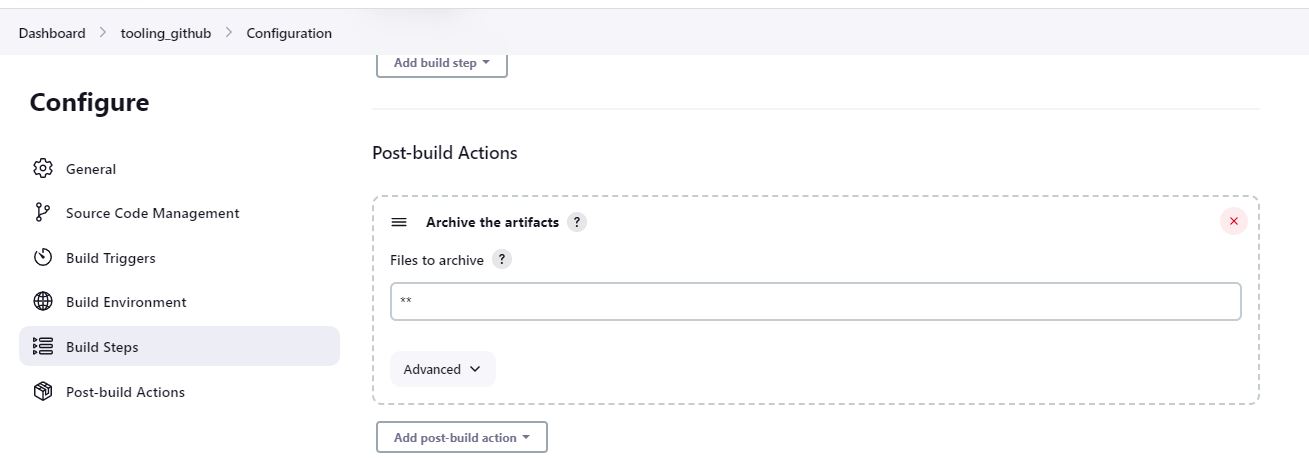 Dashboard > tooling_github > Configuration
Add build step
Configure
General
Source Code Management
Build Triggers
Build Environment
Build Steps
Post-build Actions
Post-build Actions
Archive the artifacts ?
Files to archive ?
**
Advanced
Add post-build action